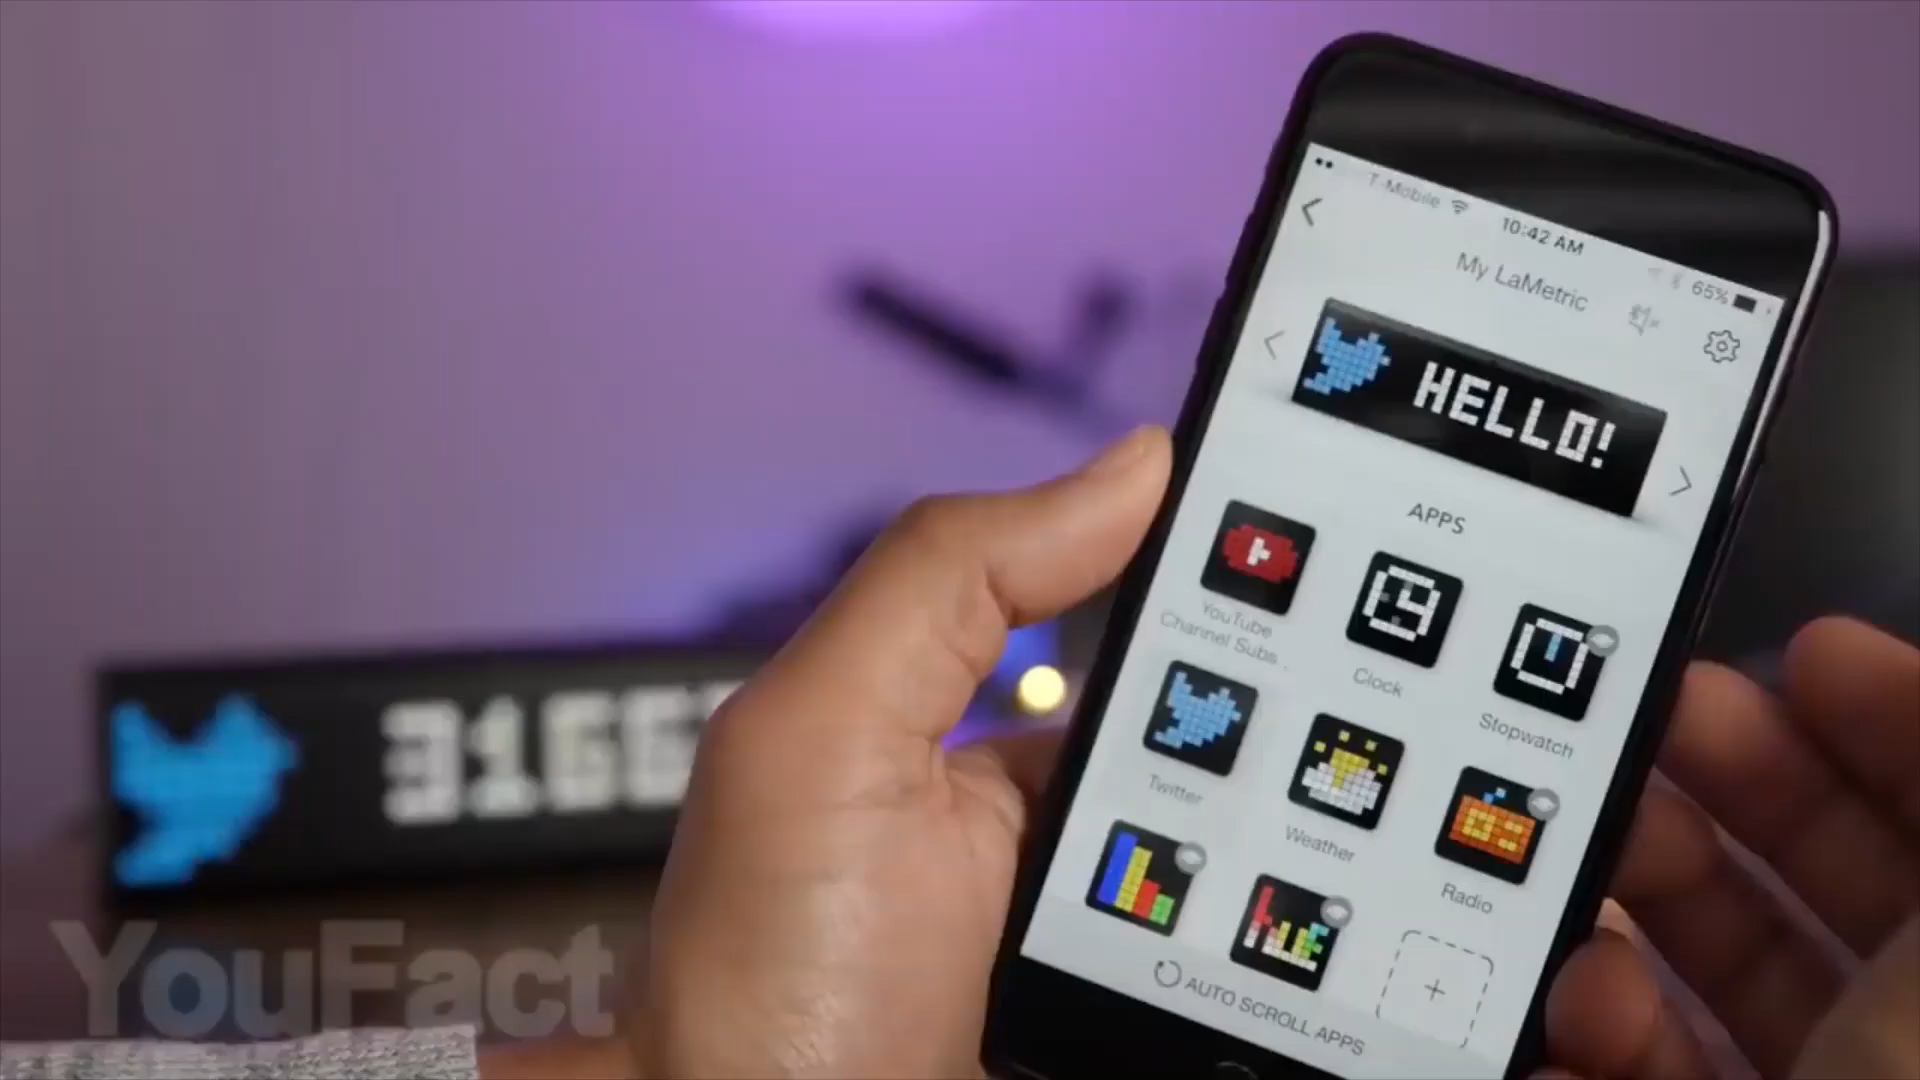 T-Mobile
10:42 AM
65%
My LaMetric
HELLO!
APPS
YouTube
Channel Subs...
Clock
Stopwatch
Twitter
Weather
Radio
HUE
AUTO SCROLL APPS
YouFact